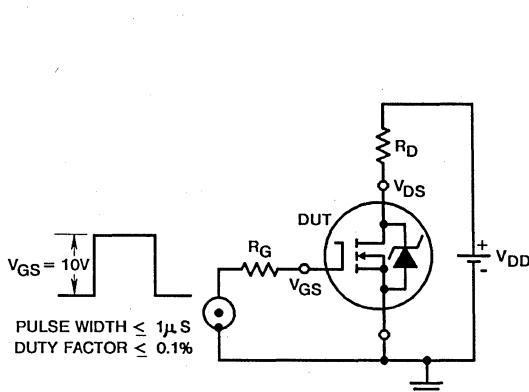 R_D
V_DS
DUT
R_G
V_GS
+
-
V_DD
V_GS = 10V
PULSE WIDTH ≤ 1μS
DUTY FACTOR ≤ 0.1%